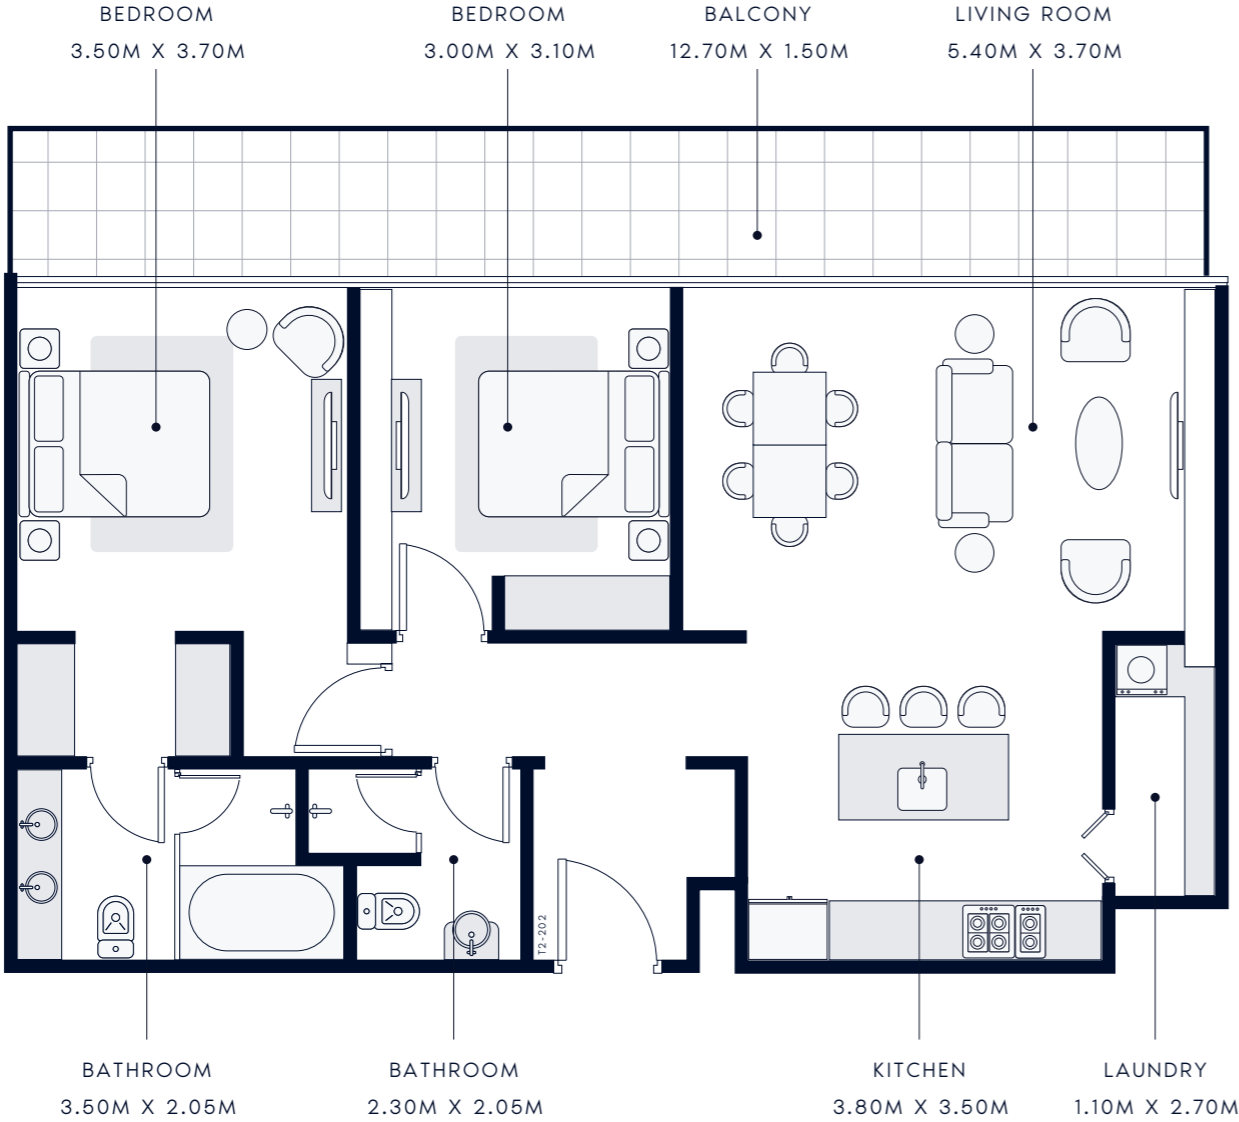 BEDROOM
3.50M X 3.70M
BEDROOM
3.00M X 3.10M
BALCONY
12.70M X 1.50M
LIVING ROOM
5.40M X 3.70M
T2-202
BATHROOM
3.50M X 2.05M
BATHROOM
2.30M X 2.05M
KITCHEN
3.80M X 3.50M
LAUNDRY
1.10M X 2.70M